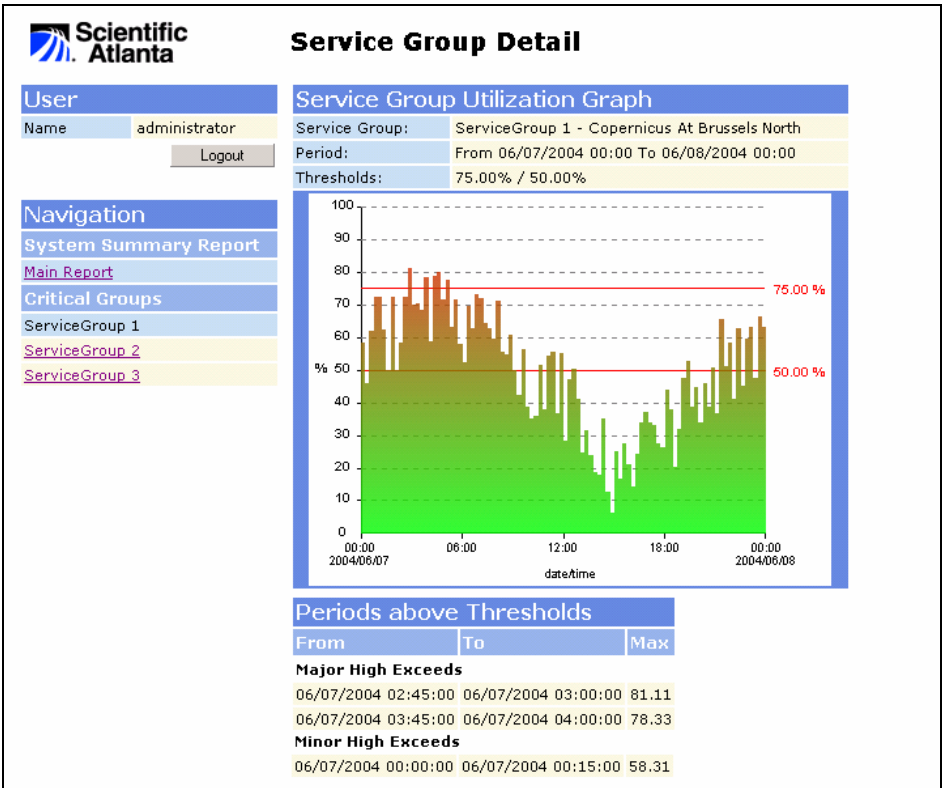 Scientific
Atlanta
Service Group Detail
User
Name administrator
Logout
Navigation
System Summary Report
Main Report
Critical Groups
ServiceGroup 1
ServiceGroup 2
ServiceGroup 3
Service Group Utilization Graph
Service Group: ServiceGroup 1 - Copernicus At Brussels North
Period: From 06/07/2004 00:00 To 06/08/2004 00:00
Thresholds: 75.00% / 50.00%
100
90
80
75.00 %
70
60
% 50
50.00 %
40
30
20
10
0
00:00 06:00 12:00 18:00 00:00
2004/06/07 2004/06/08
date/time
Periods above Thresholds
From To Max
Major High Exceeds
06/07/2004 02:45:00 06/07/2004 03:00:00 81.11
06/07/2004 03:45:00 06/07/2004 04:00:00 78.33
Minor High Exceeds
06/07/2004 00:00:00 06/07/2004 00:15:00 58.31